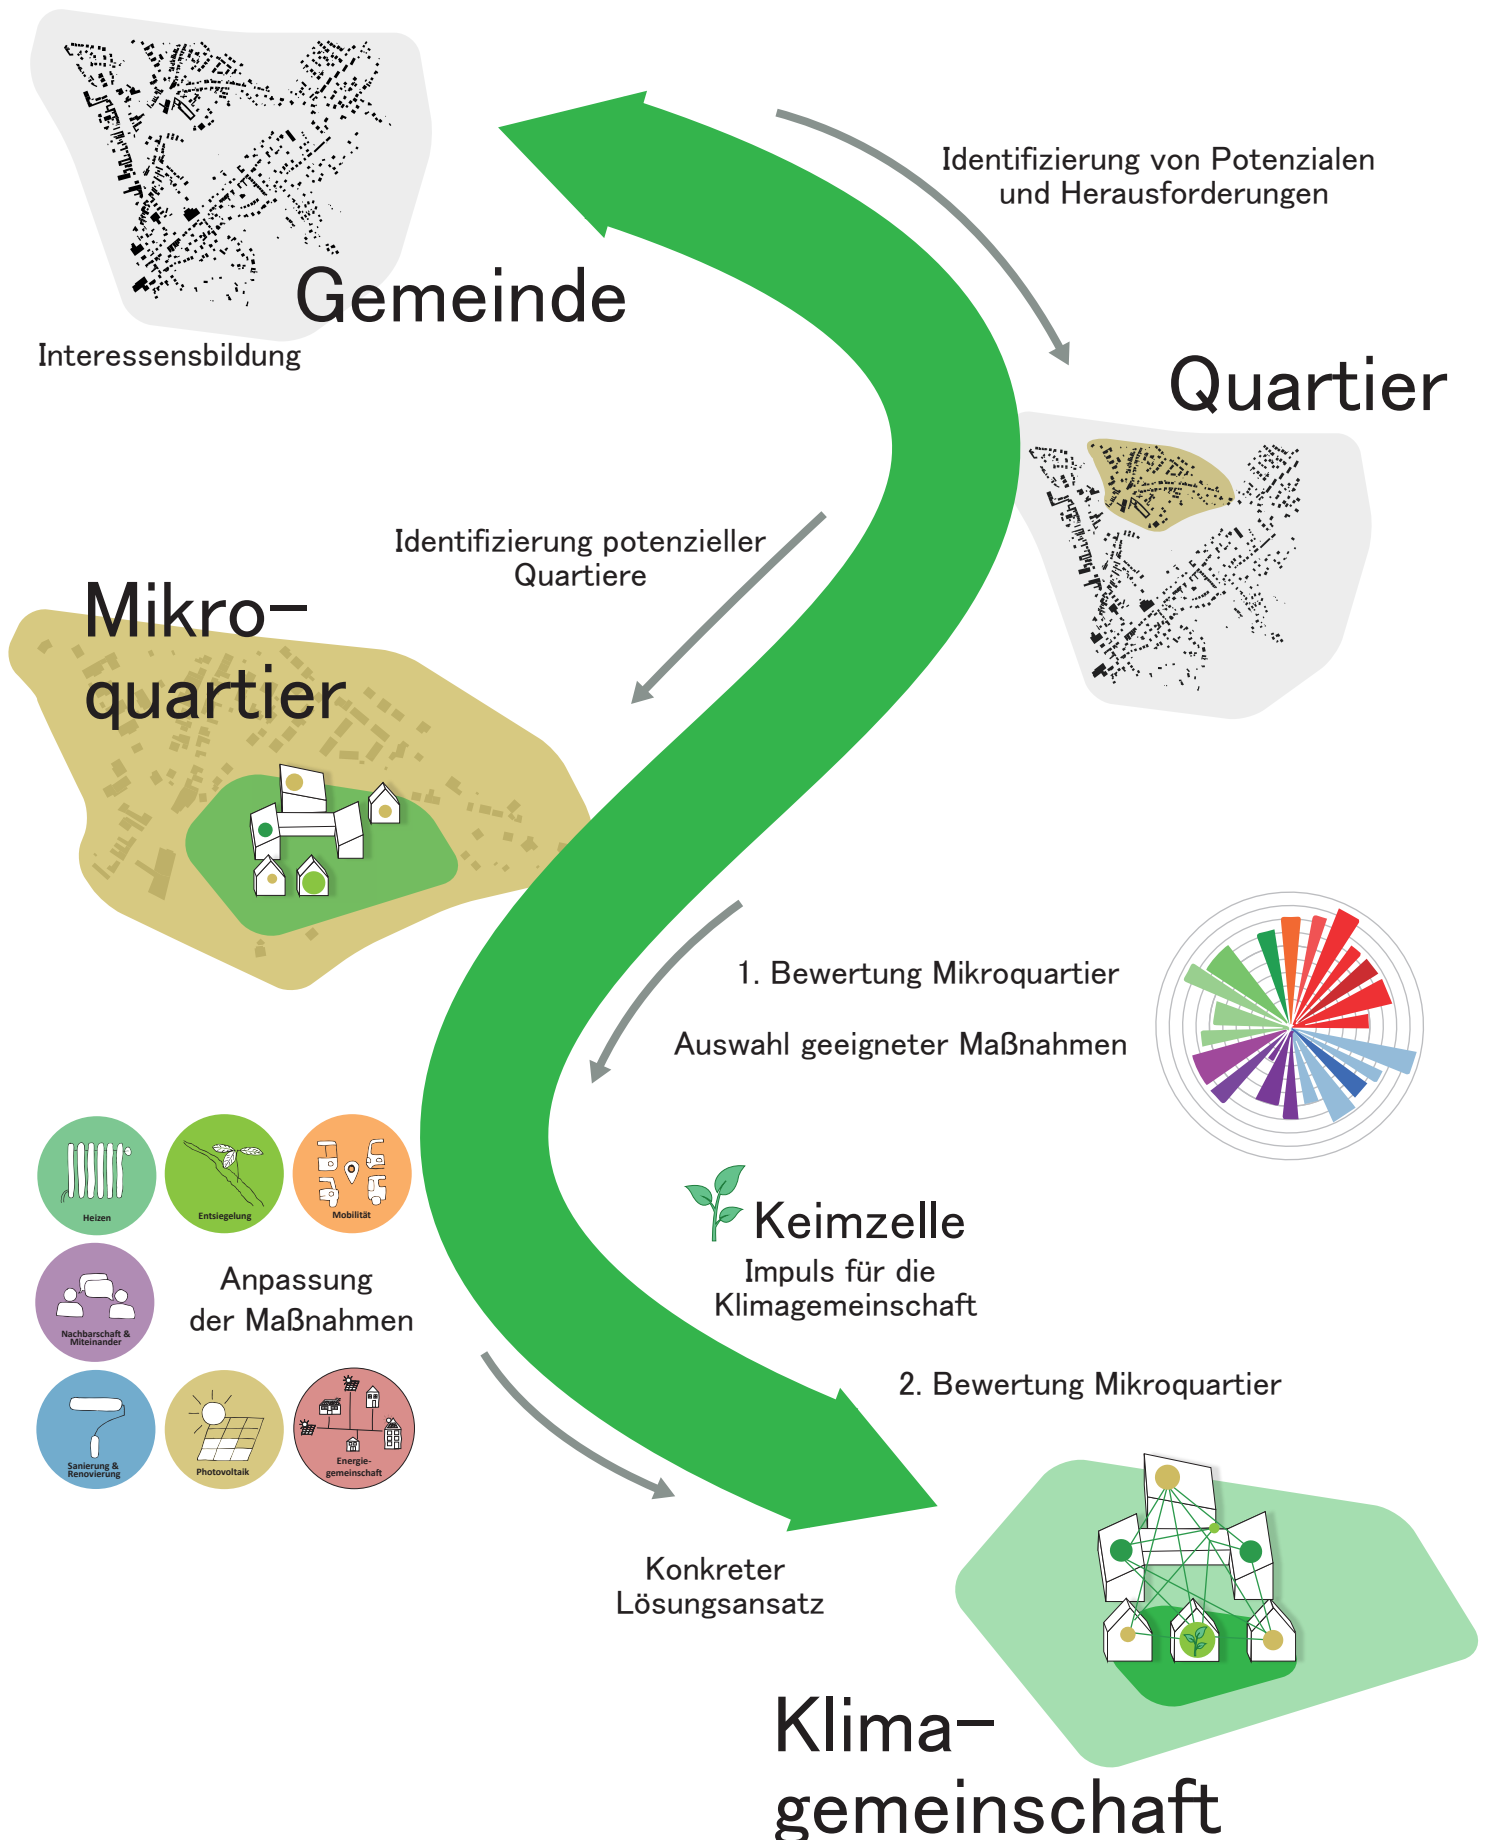 Identifizierung von Potenzialen
und Herausforderungen
Gemeinde
Interessensbildung
Quartier
Identifizierung potenzieller
Quartiere
Mikro-
quartier
1. Bewertung Mikroquartier
Auswahl geeigneter Maßnahmen
Heizen
Entsiegelung
Mobilität
Nachbarschaft &
Miteinander
Anpassung
der Maßnahmen
Sanierung &
Renovierung
Photovoltaik
Energie-
gemeinschaft
Keimzelle
Impuls für die
Klimagemeinschaft
2. Bewertung Mikroquartier
Konkreter
Lösungsansatz
Klima-
gemeinschaft